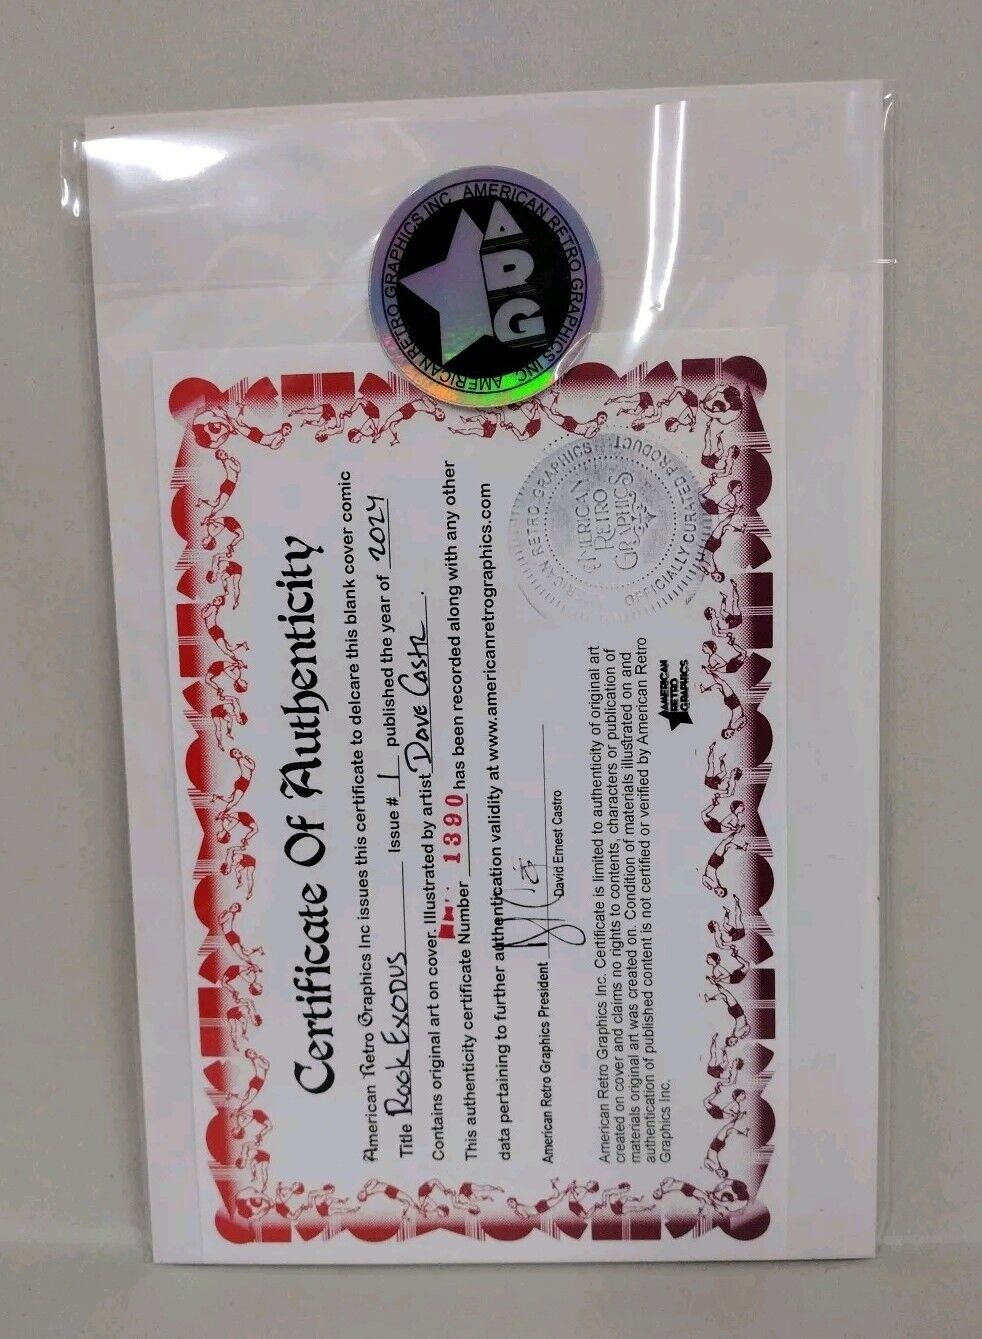 AMERICAN RETRO GRAPHICS INC. AMERICAN RETRO GRAPHICS INC.
ARG
Certificate Of Authenticity
American Retro Graphics Inc issues this certificate to delcare this blank cover comic
Title Rook Exodus Issue # 1 published the year of 2024
Contains original art on cover. Illustrated by artist Dave Castr.
This authenticity certificate Number 1390 has been recorded along with any other
data pertaining to further authentication validity at www.americanretrographics.com
American Retro Graphics President
David Ernest Castro
AMERICAN RETRO GRAPHICS
OFFICIALLY CURATED PRODUCT
AMERICAN
RETRO
GRAPHICS
American Retro Graphics Inc. Certificate is limited to authenticity of original art
created on cover and claims no rights to contents, characters or publication of
materials original art was created on. Condition of materials illustrated on and
authentication of published content is not certified or verified by American Retro
Graphics Inc.
AMERICAN
RETRO
GRAPHICS